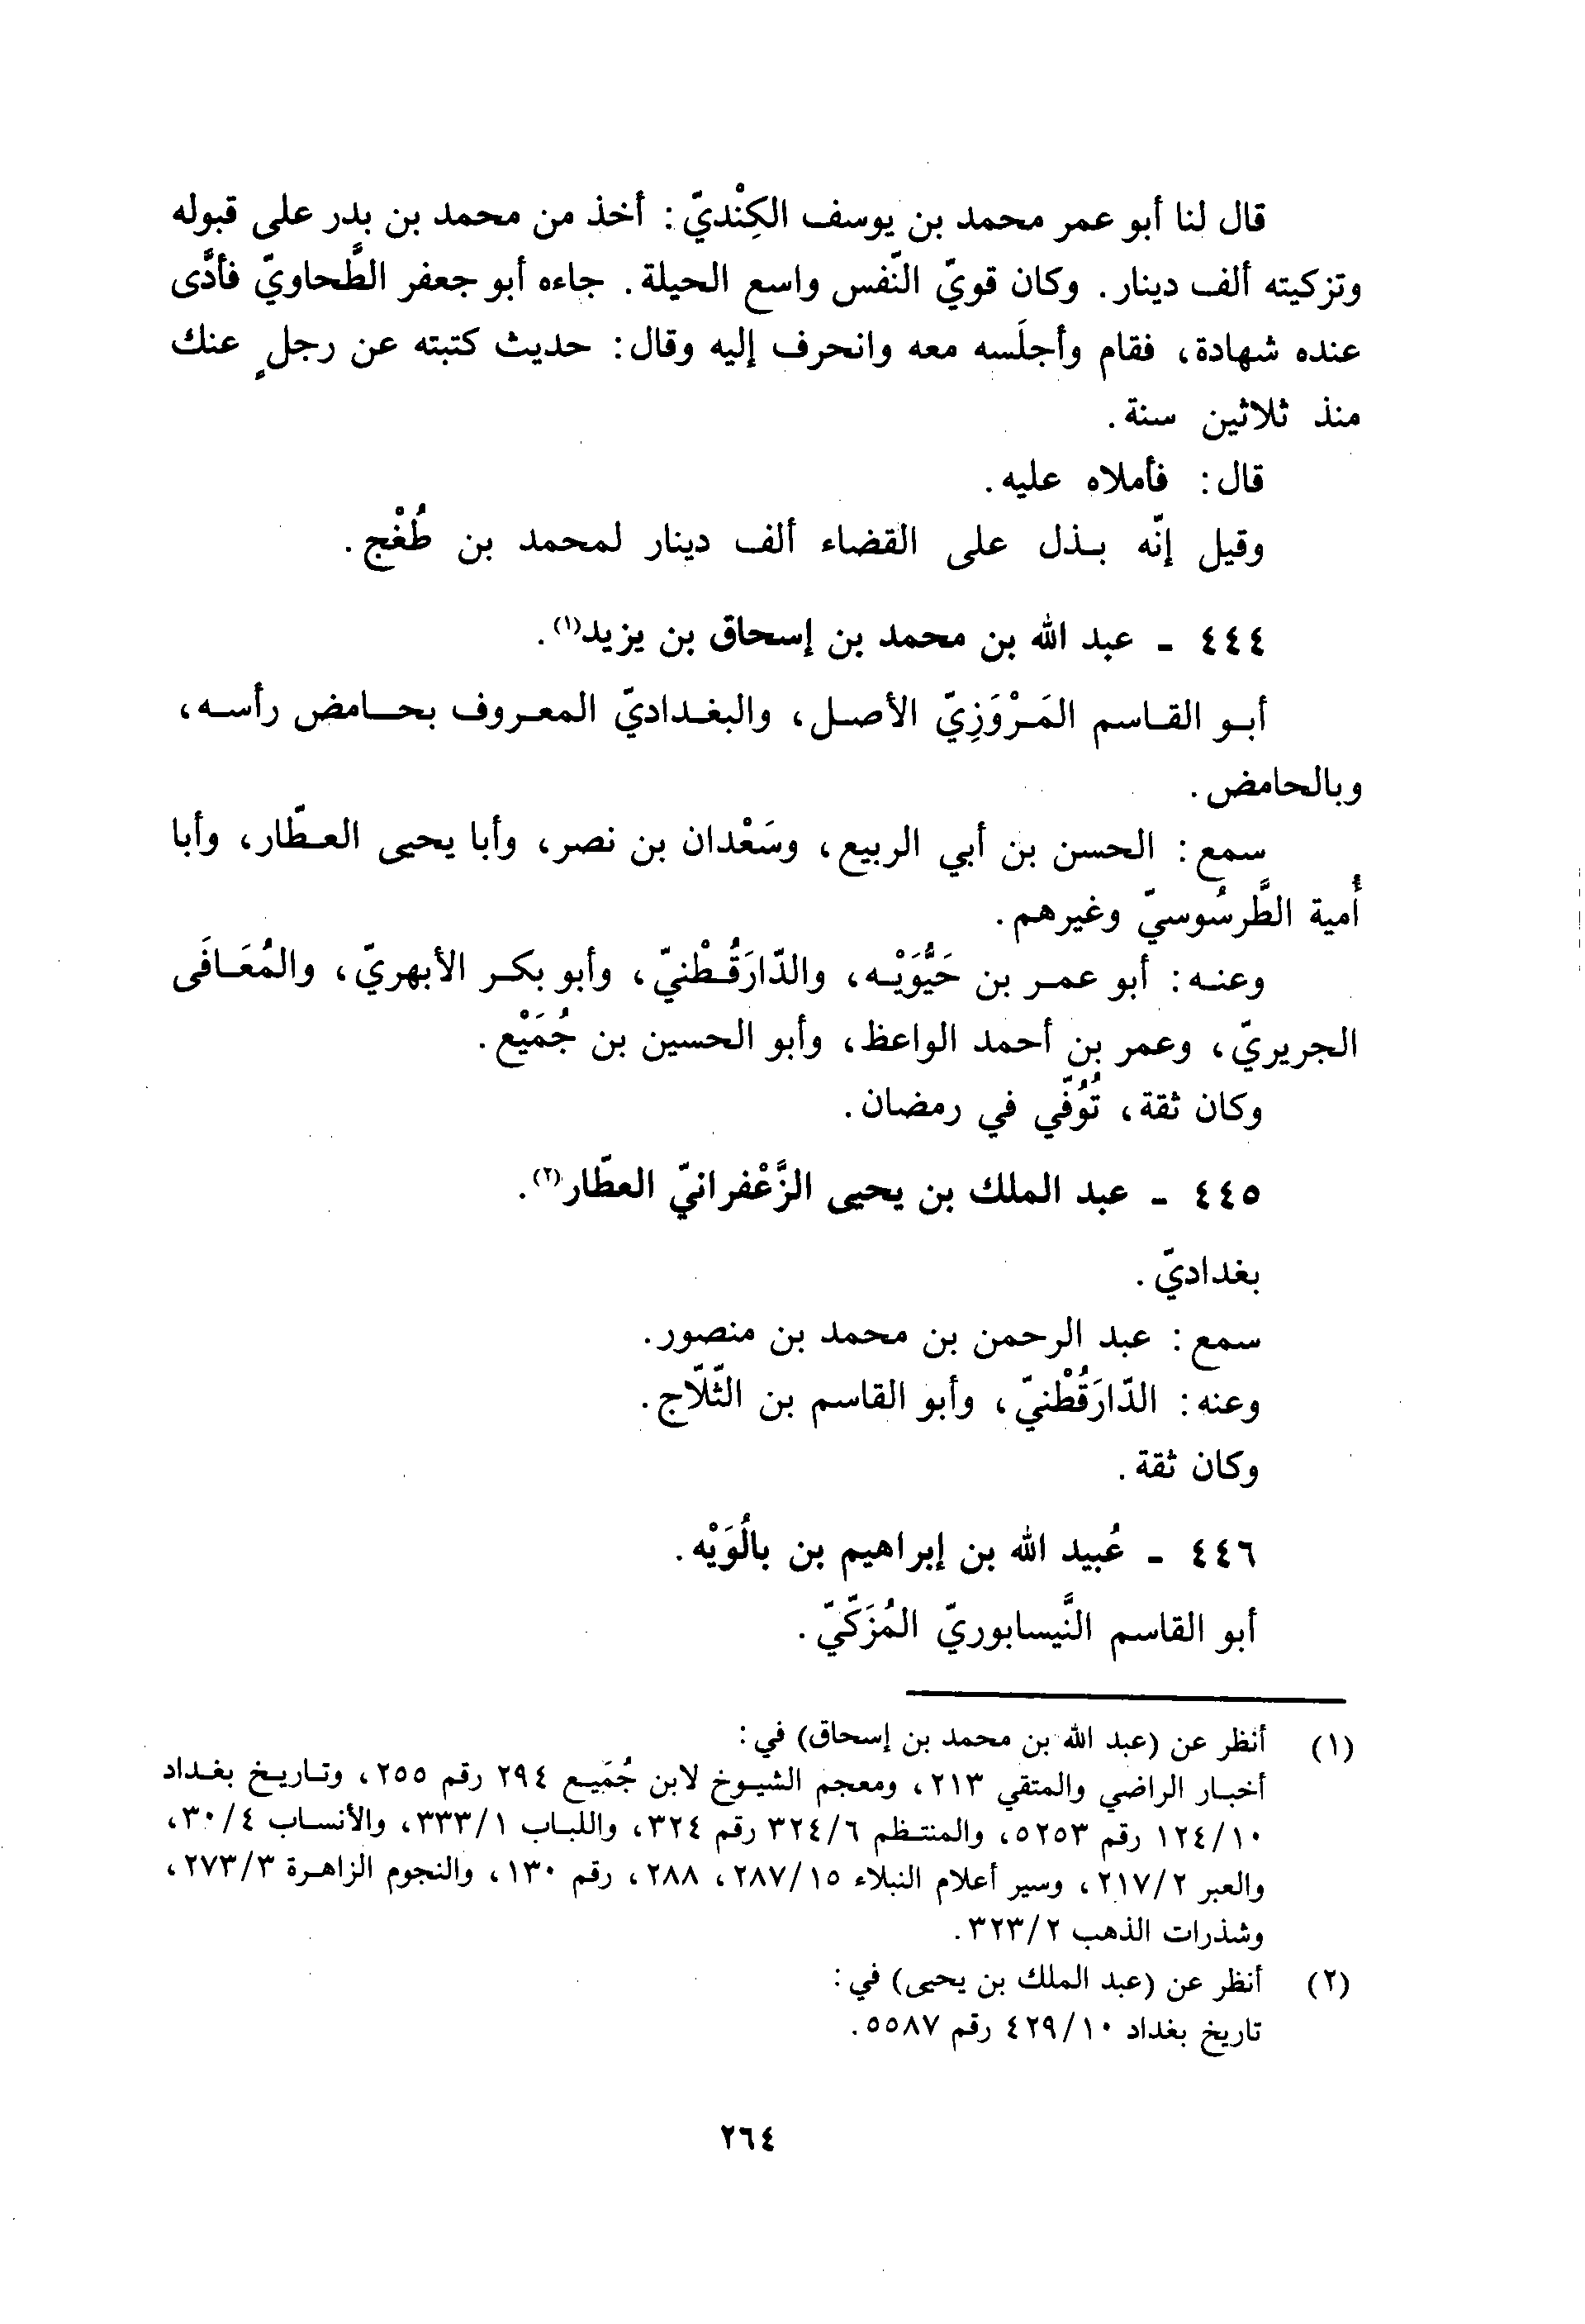 قال لنا أبو عمر محمد بن يوسف الكِنْديّ: أخذ من محمد بن بدر على قبوله
وتزكيته ألف دينار. وكان قويّ النّفس واسع الحيلة. جاءه أبو جعفر الطَّحاويّ فأدَّى
عنده شهادة، فقام وأجلَسه معه وانحرف إليه وقال: حديث كتبته عن رجلٍ عنك
منذ ثلاثين سنة.
قال: فأملاه عليه.
وقيل إنّه بذل على القضاء ألف دينار لمحمد بن طُغْج.
٤٤٤ - عبد الله بن محمد بن إسحاق بن يزيد(١).
أبو القاسم المَرْوَزِيّ الأصل، والبغداديّ المعروف بحامض رأسه،
وبالحامض.
سمع: الحسن بن أبي الربيع، وسَعْدان بن نصر، وأبا يحيى العطّار، وأبا
أُمية الطَّرسُوسيّ وغيرهم.
وعنه: أبو عمر بن حَيُّوَيْه، والدّارَقُطْنيّ، وأبو بكر الأبهريّ، والمُعَافَى
الجريريّ، وعمر بن أحمد الواعظ، وأبو الحسين بن جُمَيْع.
وكان ثقة، تُوُفّي في رمضان.
٤٤٥ - عبد الملك بن يحيى الزَّعْفرانيّ العطّار(٢).
بغداديّ.
سمع: عبد الرحمن بن محمد بن منصور.
وعنه: الدّارَقُطْنيّ، وأبو القاسم بن الثّلّاج.
وكان ثقة.
٤٤٦ - عُبيد الله بن إبراهيم بن بالُوَيْه.
أبو القاسم النَّيسابوريّ المُزَكّيّ.
(١) أنظر عن (عبد الله بن محمد بن إسحاق) في:
أخبار الراضي والمتقي ٢١٣، ومعجم الشيوخ لابن جُمَيع ٢٩٤ رقم ٢٥٥، وتاريخ بغداد
١٢٤/١٠ رقم ٥٢٥٣، والمنتظم ٣٢٤/٦ رقم ٣٢٤، واللباب ٣٣٣/١، والأنساب ٣٠/٤،
والعبر ٢١٧/٢، وسير أعلام النبلاء ٢٨٧/١٥، ٢٨٨، رقم ١٣٠، والنجوم الزاهرة ٢٧٣/٣،
وشذرات الذهب ٣٢٣/٢.
(٢) أنظر عن (عبد الملك بن يحيى) في:
تاريخ بغداد ٤٢٩/١٠ رقم ٥٥٨٧.
٢٦٤